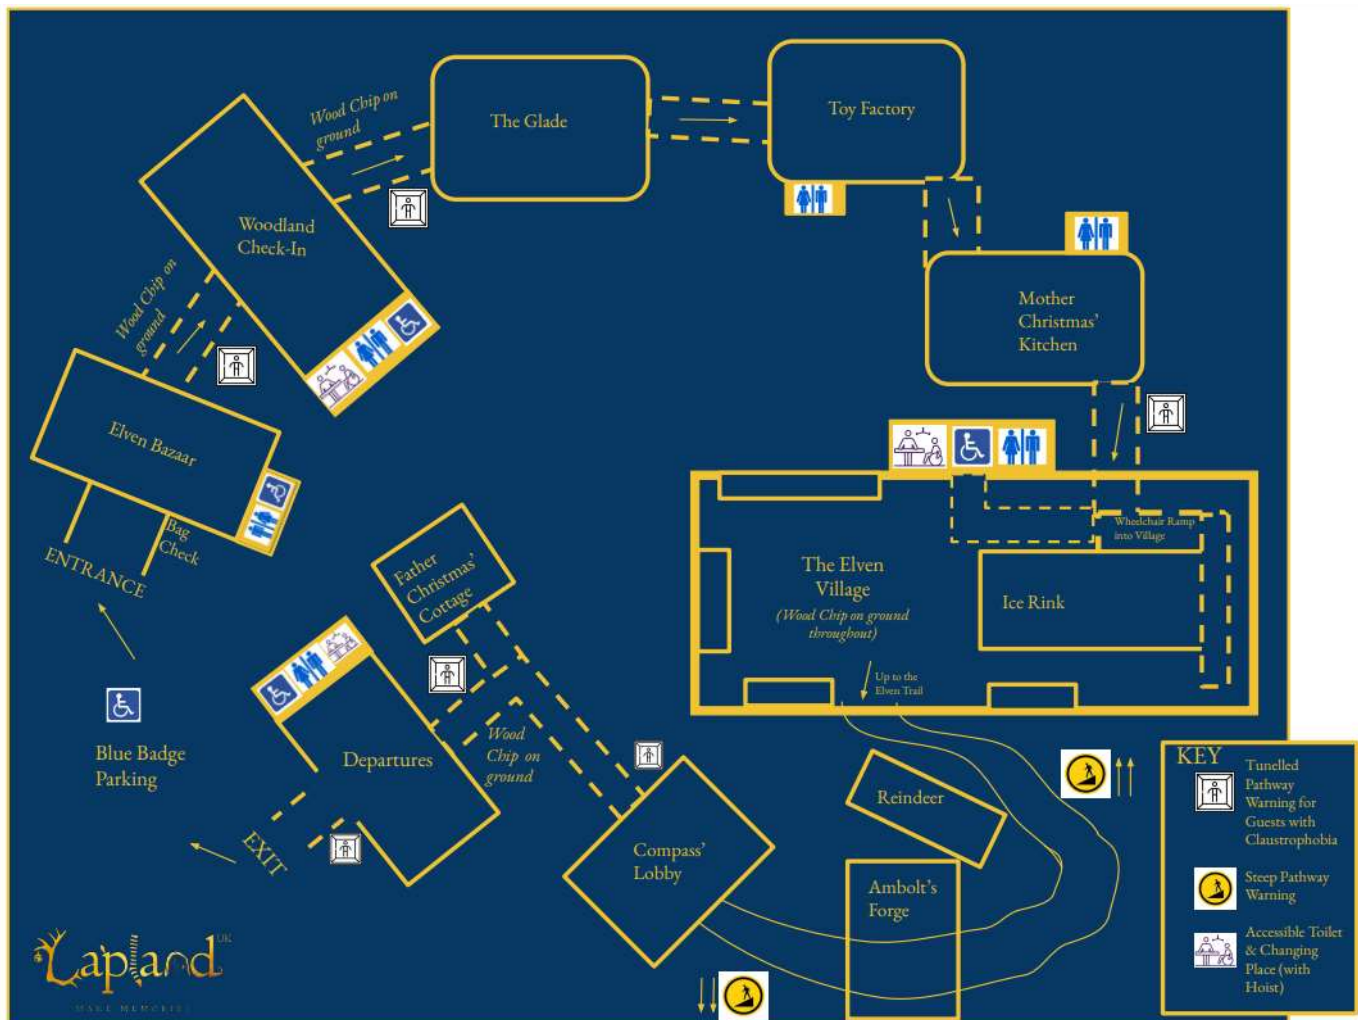 Wood Chip on
ground
The Glade
Toy Factory
Woodland
Check-In
Wood Chip on
ground
Mother
Christmas'
Kitchen
Elven Bazaar
Bag
Check
ENTRANCE
Father
Christmas'
Cottage
Wheelchair Ramp
into Village
The Elven
Village
(Wood Chip on ground
throughout)
Ice Rink
Up to the
Elven Trail
Blue Badge
Parking
Departures
Wood
Chip on
ground
EXIT
Compass'
Lobby
Reindeer
Ambolt's
Forge
KEY
Tunelled
Pathway
Warning for
Guests with
Claustrophobia
Steep Pathway
Warning
Accessible Toilet
& Changing
Place (with
Hoist)
Lapland UK
MAKE MEMORIES